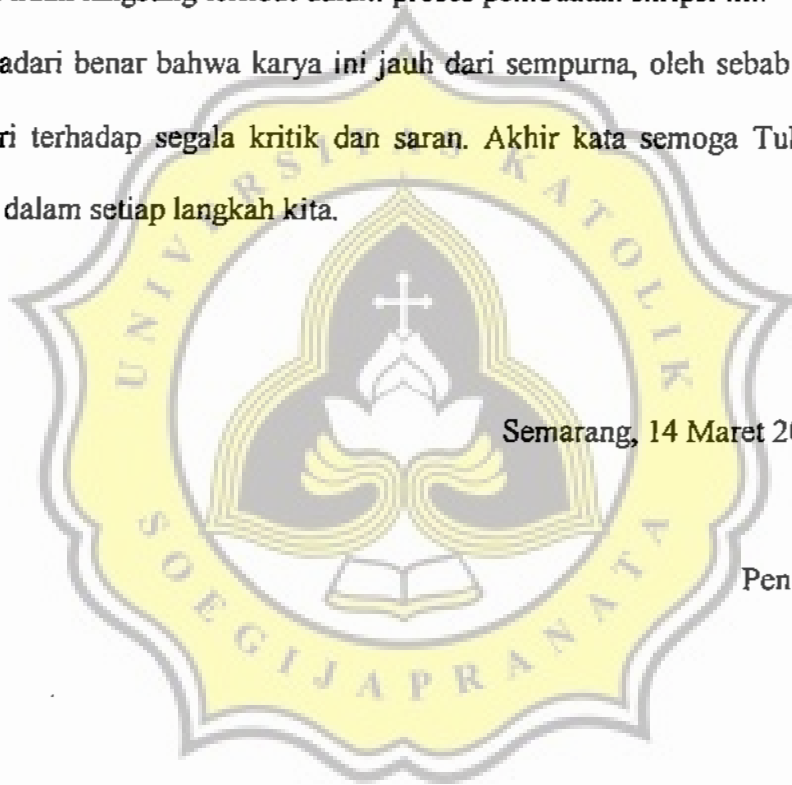 adari benar bahwa karya ini jauh dari sempurna, oleh sebab
ri terhadap segala kritik dan saran. Akhir kata semoga Tu
dalam setiap langkah kita.
UNIVERSITAS KATOLIK
Semarang, 14 Maret 20
Pen
SOEGIJAPRANATA